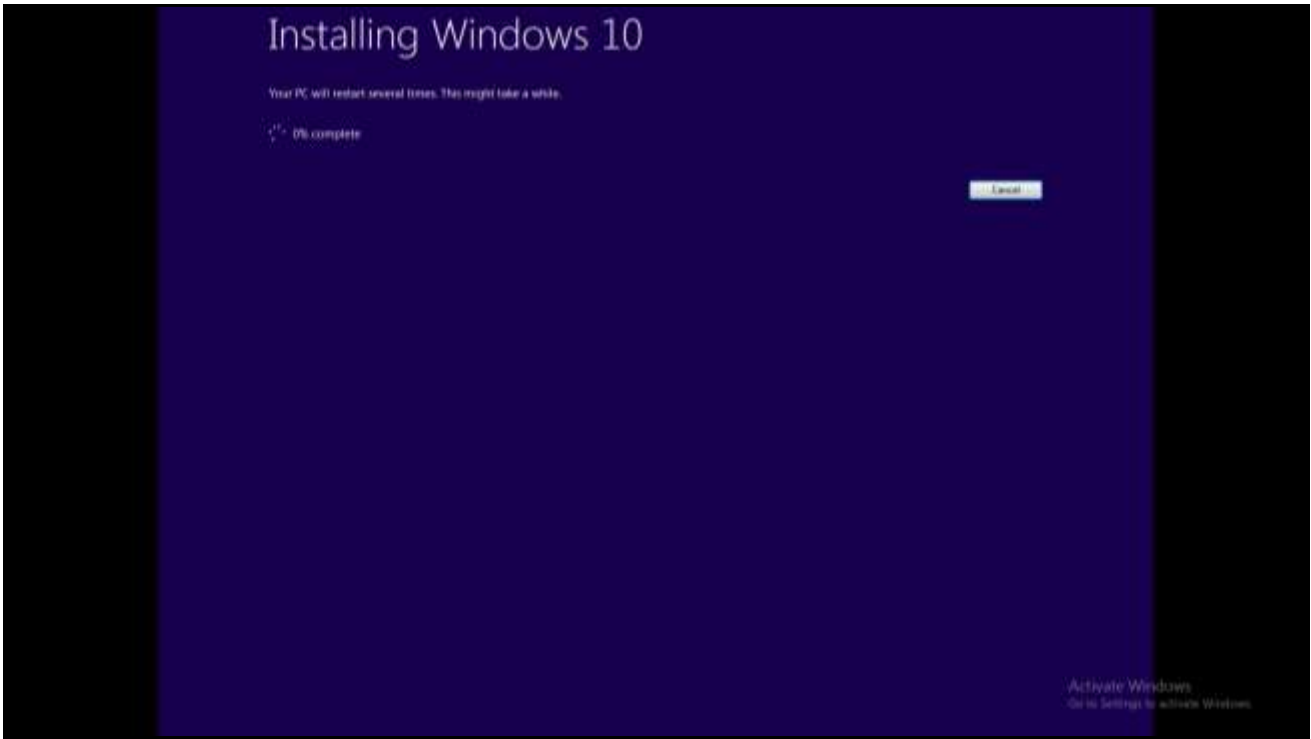 Installing Windows 10
Your PC will restart several times. This might take a while.
0% complete
Cancel
Activate Windows
Go to Settings to activate Windows.